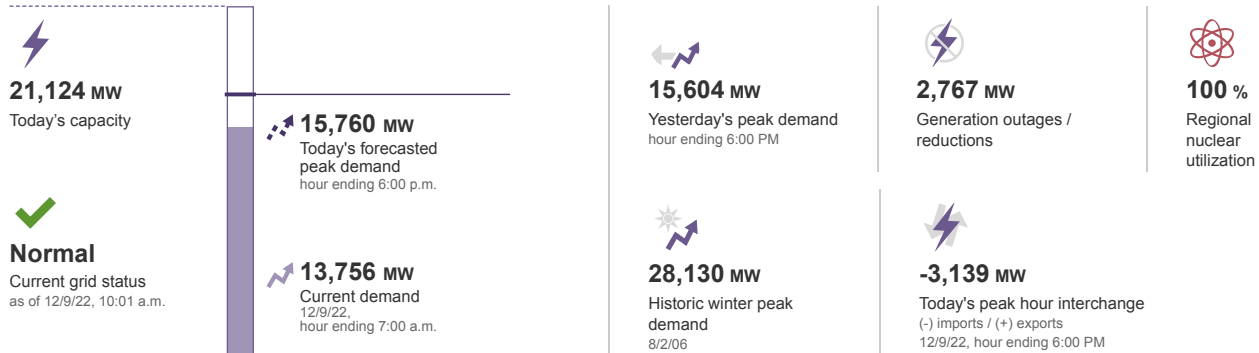 21,124 MW
Today's capacity
Normal
Current grid status
as of 12/9/22, 10:01 a.m.
15,760 MW
Today's forecasted
peak demand
hour ending 6:00 p.m.
13,756 MW
Current demand
12/9/22,
hour ending 7:00 a.m.
15,604 MW
Yesterday's peak demand
hour ending 6:00 PM
2,767 MW
Generation outages /
reductions
100 %
Regional
nuclear
utilization
28,130 MW
Historic winter peak
demand
8/2/06
-3,139 MW
Today's peak hour interchange
(-) imports / (+) exports
12/9/22, hour ending 6:00 PM